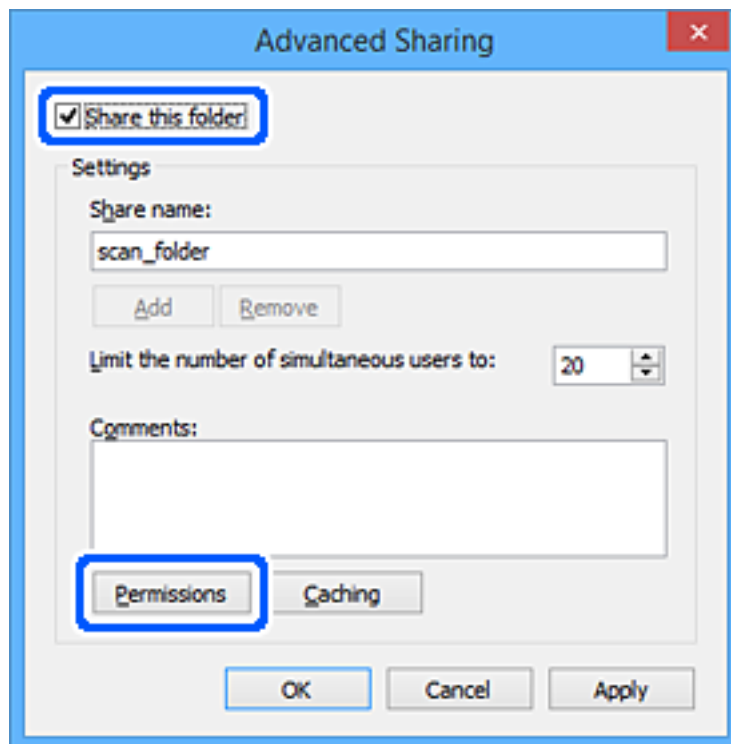 Advanced Sharing
Share this folder
Settings
Share name:
scan_folder
Add Remove
Limit the number of simultaneous users to: 20
Comments:
Permissions Caching
OK Cancel Apply